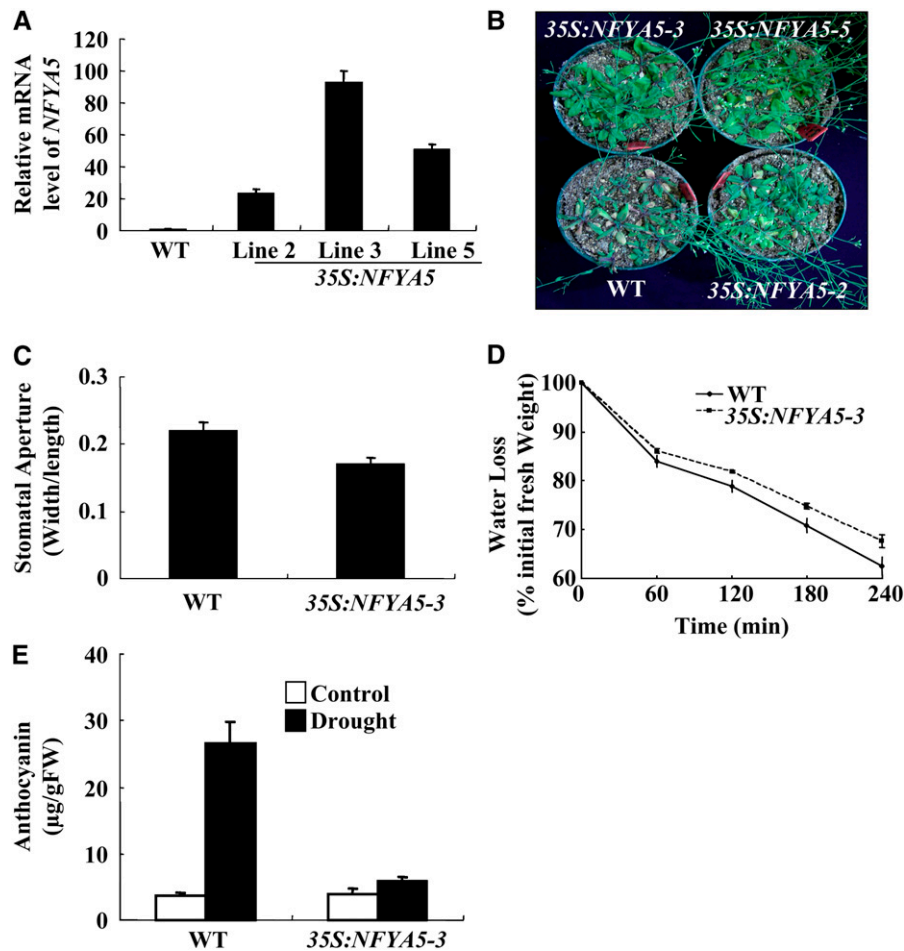 A
Relative mRNA
level of NFYA5
120
100
80
60
40
20
0
WT
Line 2
Line 3
Line 5
35S:NFYA5
B
35S:NFYA5-3
35S:NFYA5-5
WT
35S:NFYA5-2
C
Stomatal Aperture
(Width/length)
0.3
0.2
0.1
0
WT
35S:NFYA5-3
D
Water Loss
(% initial fresh Weight)
100
90
80
70
60
WT
35S:NFYA5-3
0
60
120
180
240
Time (min)
E
Anthocyanin
(µg/gFW)
40
30
20
10
0
Control
Drought
WT
35S:NFYA5-3